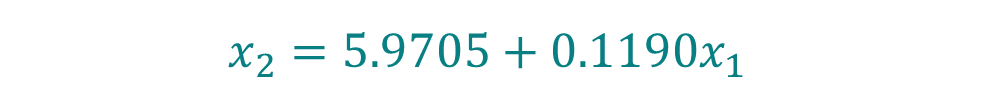 x₂ = 5.9705 + 0.1190x₁